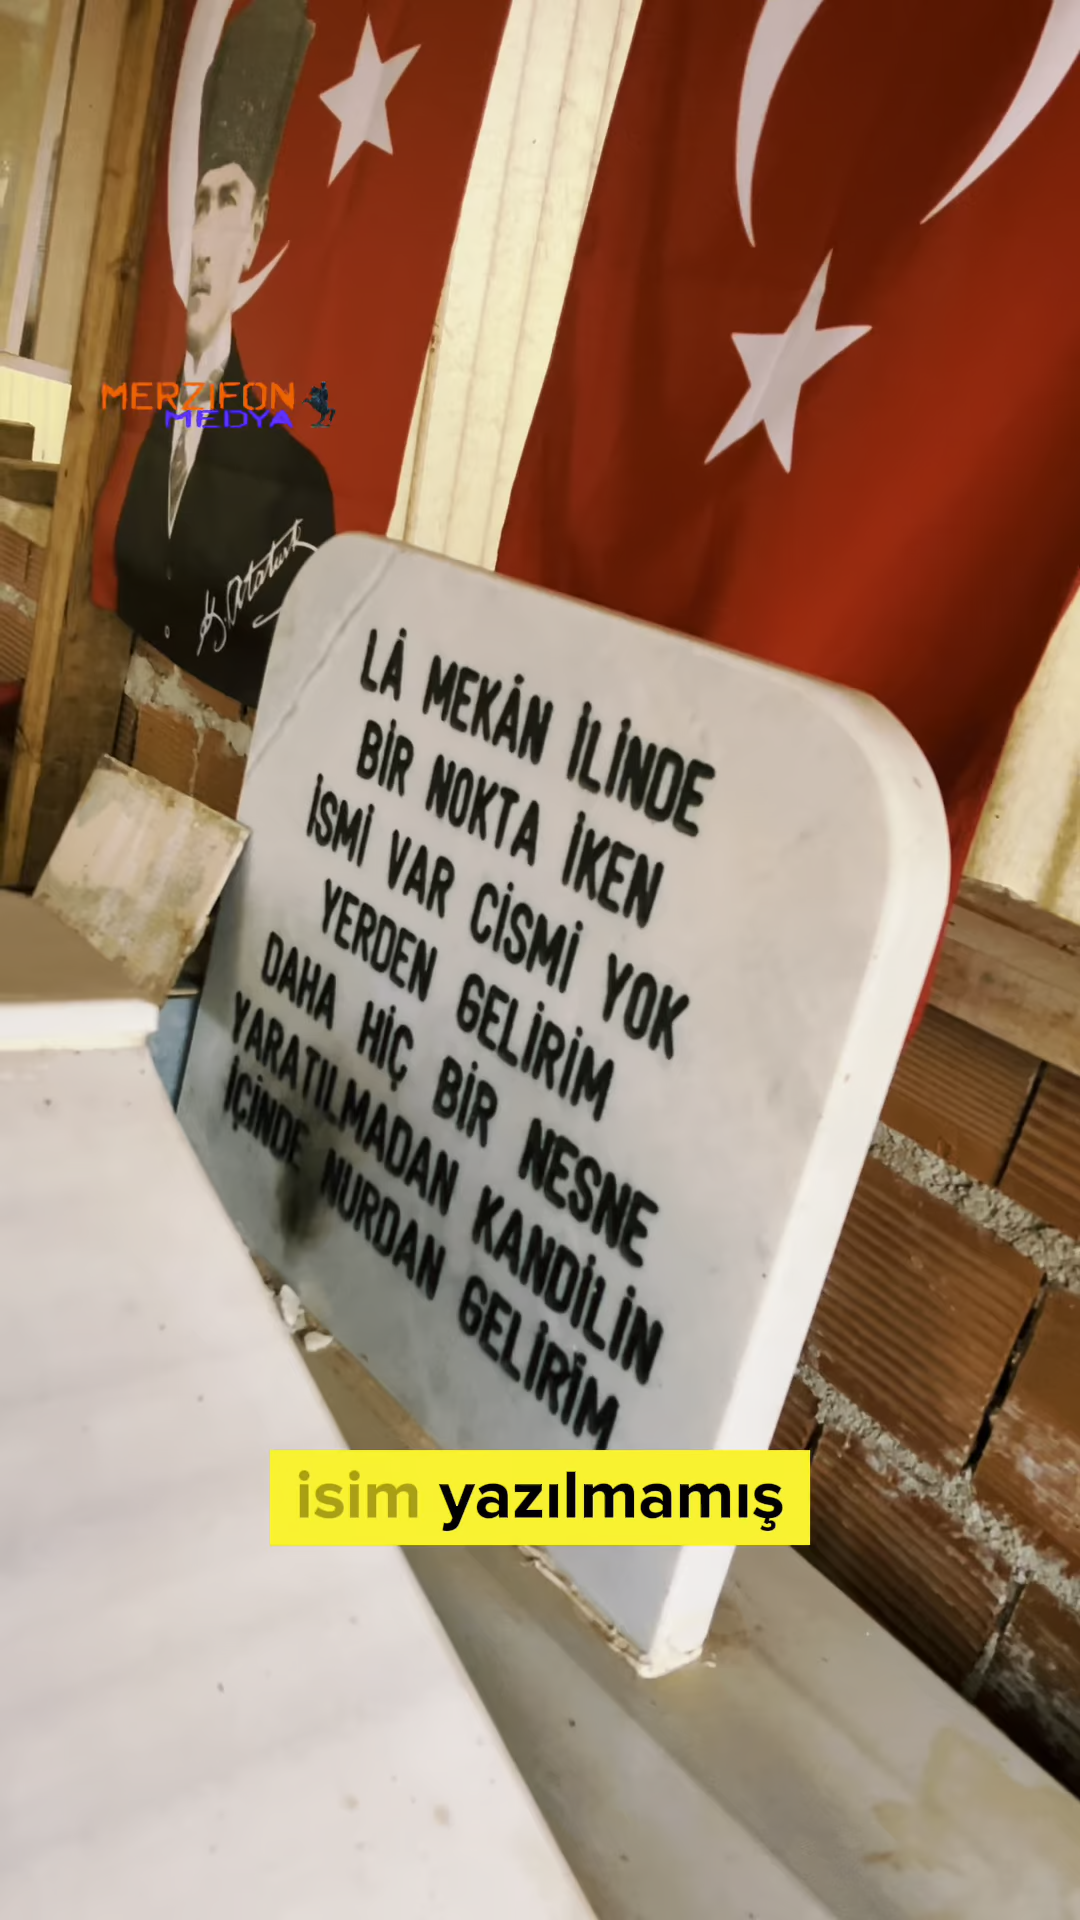 MERZIFON
MEDYA
K. Atatürk
LÂ MEKÂN İLİNDE
BİR NOKTA İKEN
İSMİ VAR CİSMİ YOK
YERDEN GELİRİM
DAHA HİÇ BİR NESNE
YARATILMADAN KANDİLİN
İÇİNDE NURDAN GELİRİM
isim yazılmamış